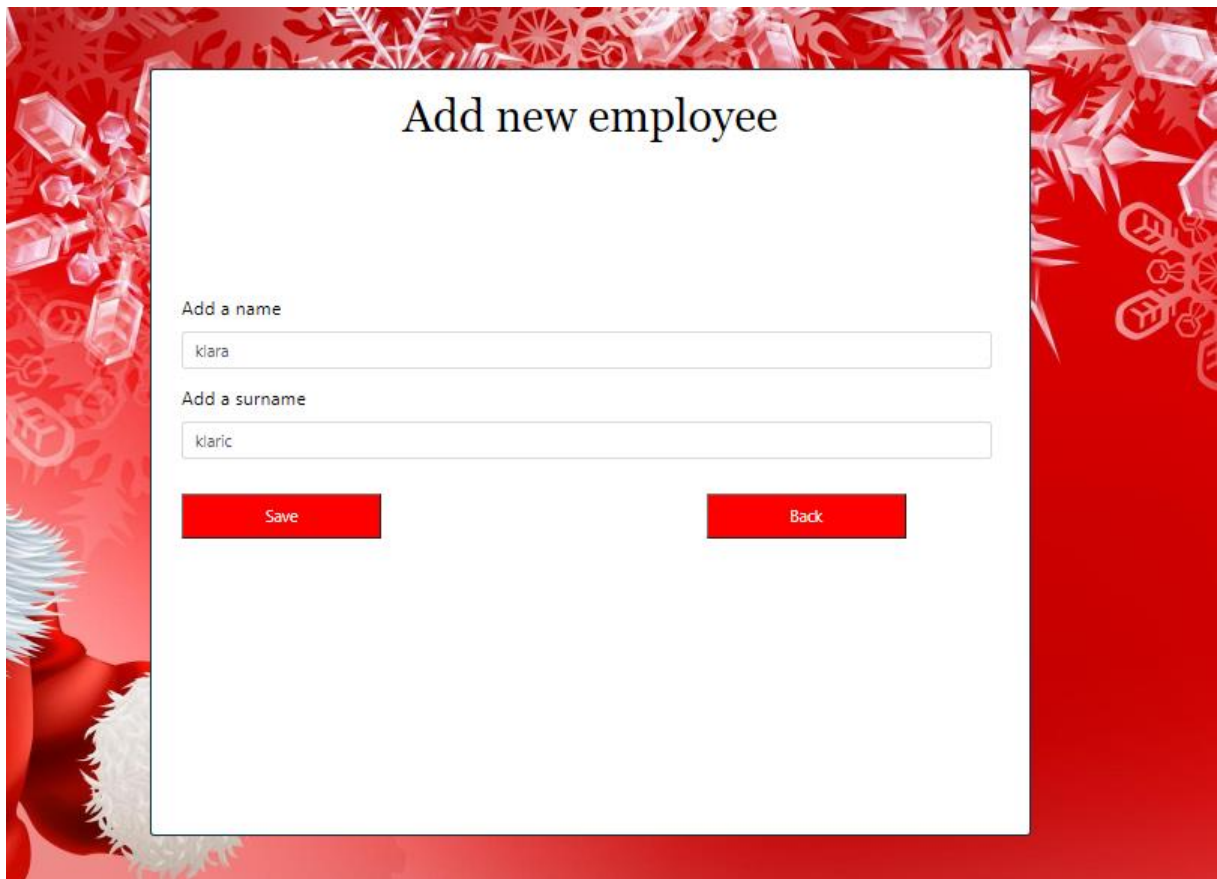 Add new employee
Add a name
klara
Add a surname
klaric
Save Back